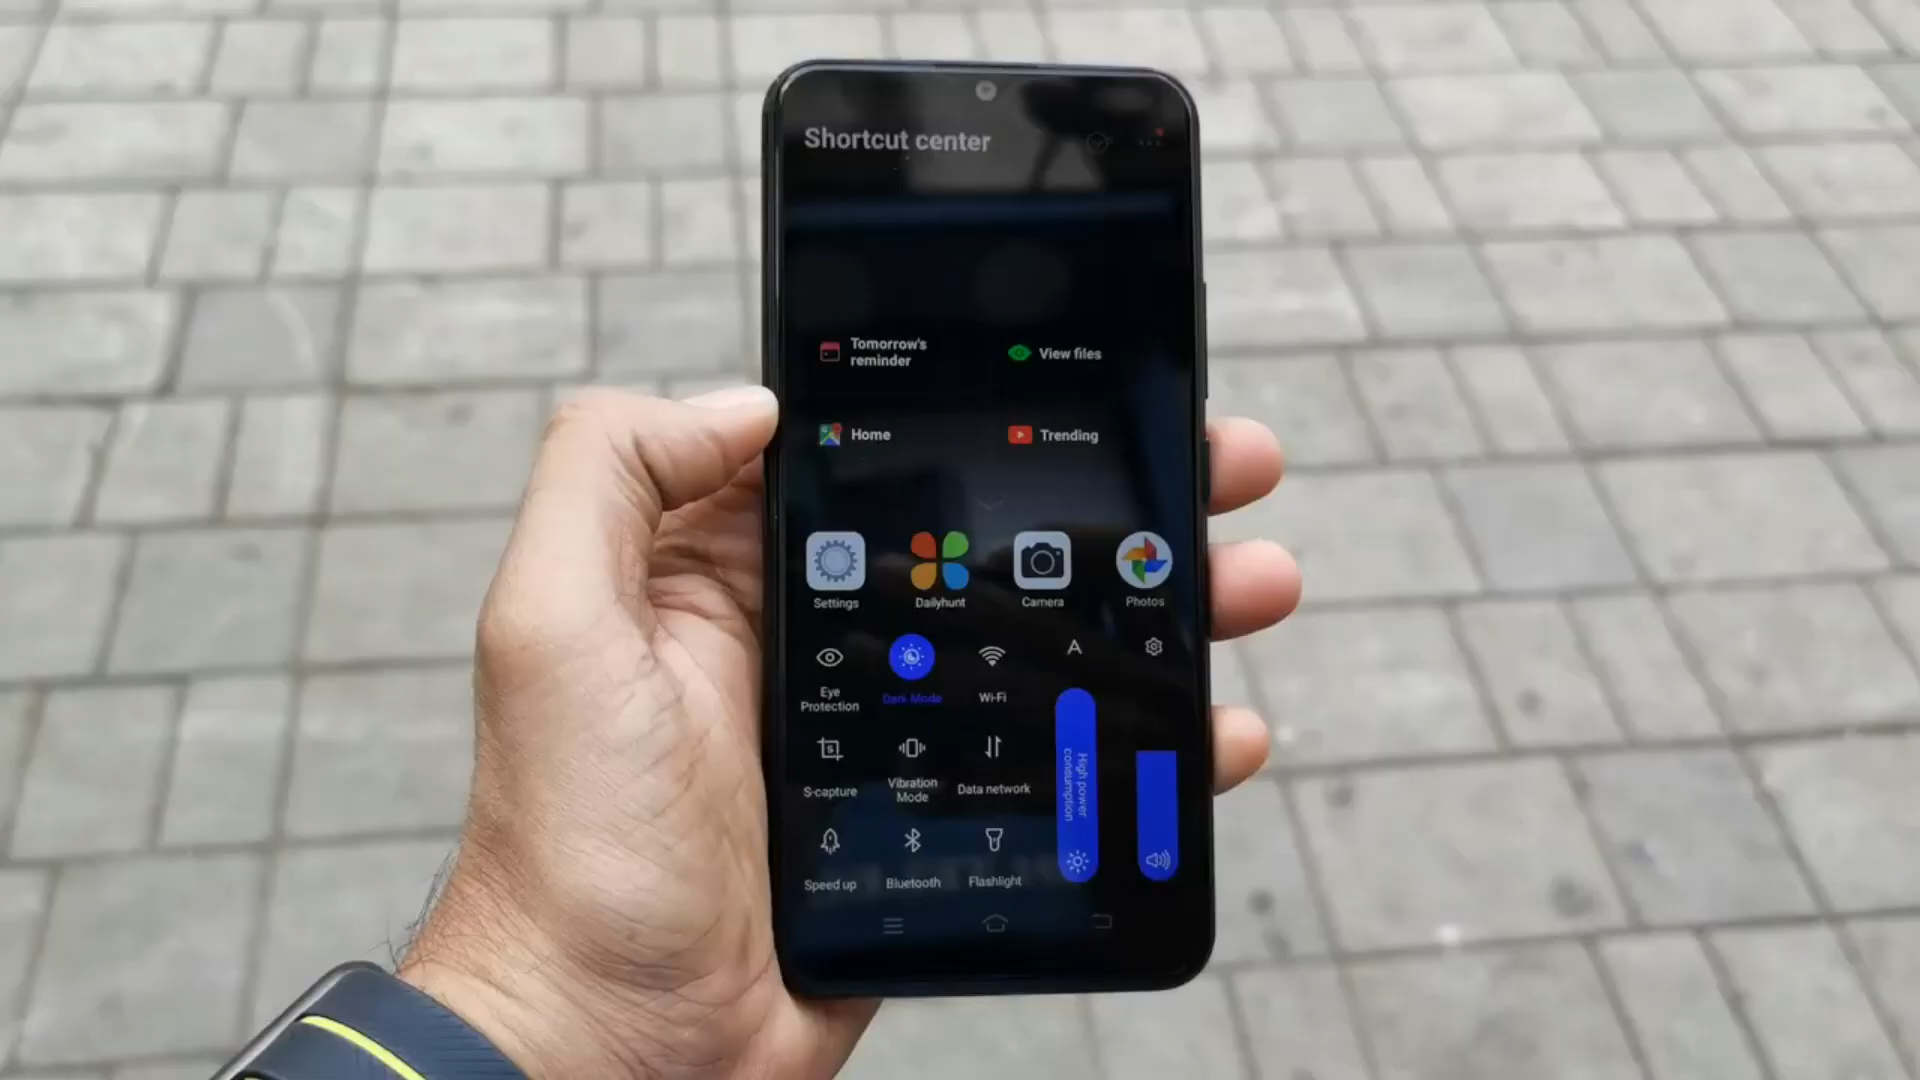 Shortcut center
Tomorrow's
reminder
View files
Home
Trending
Settings
Dailyhunt
Camera
Photos
A
Eye
Protection
Dark Mode
Wi-Fi
High power
consumption
S-capture
Vibration
Mode
Data network
Speed up
Bluetooth
Flashlight